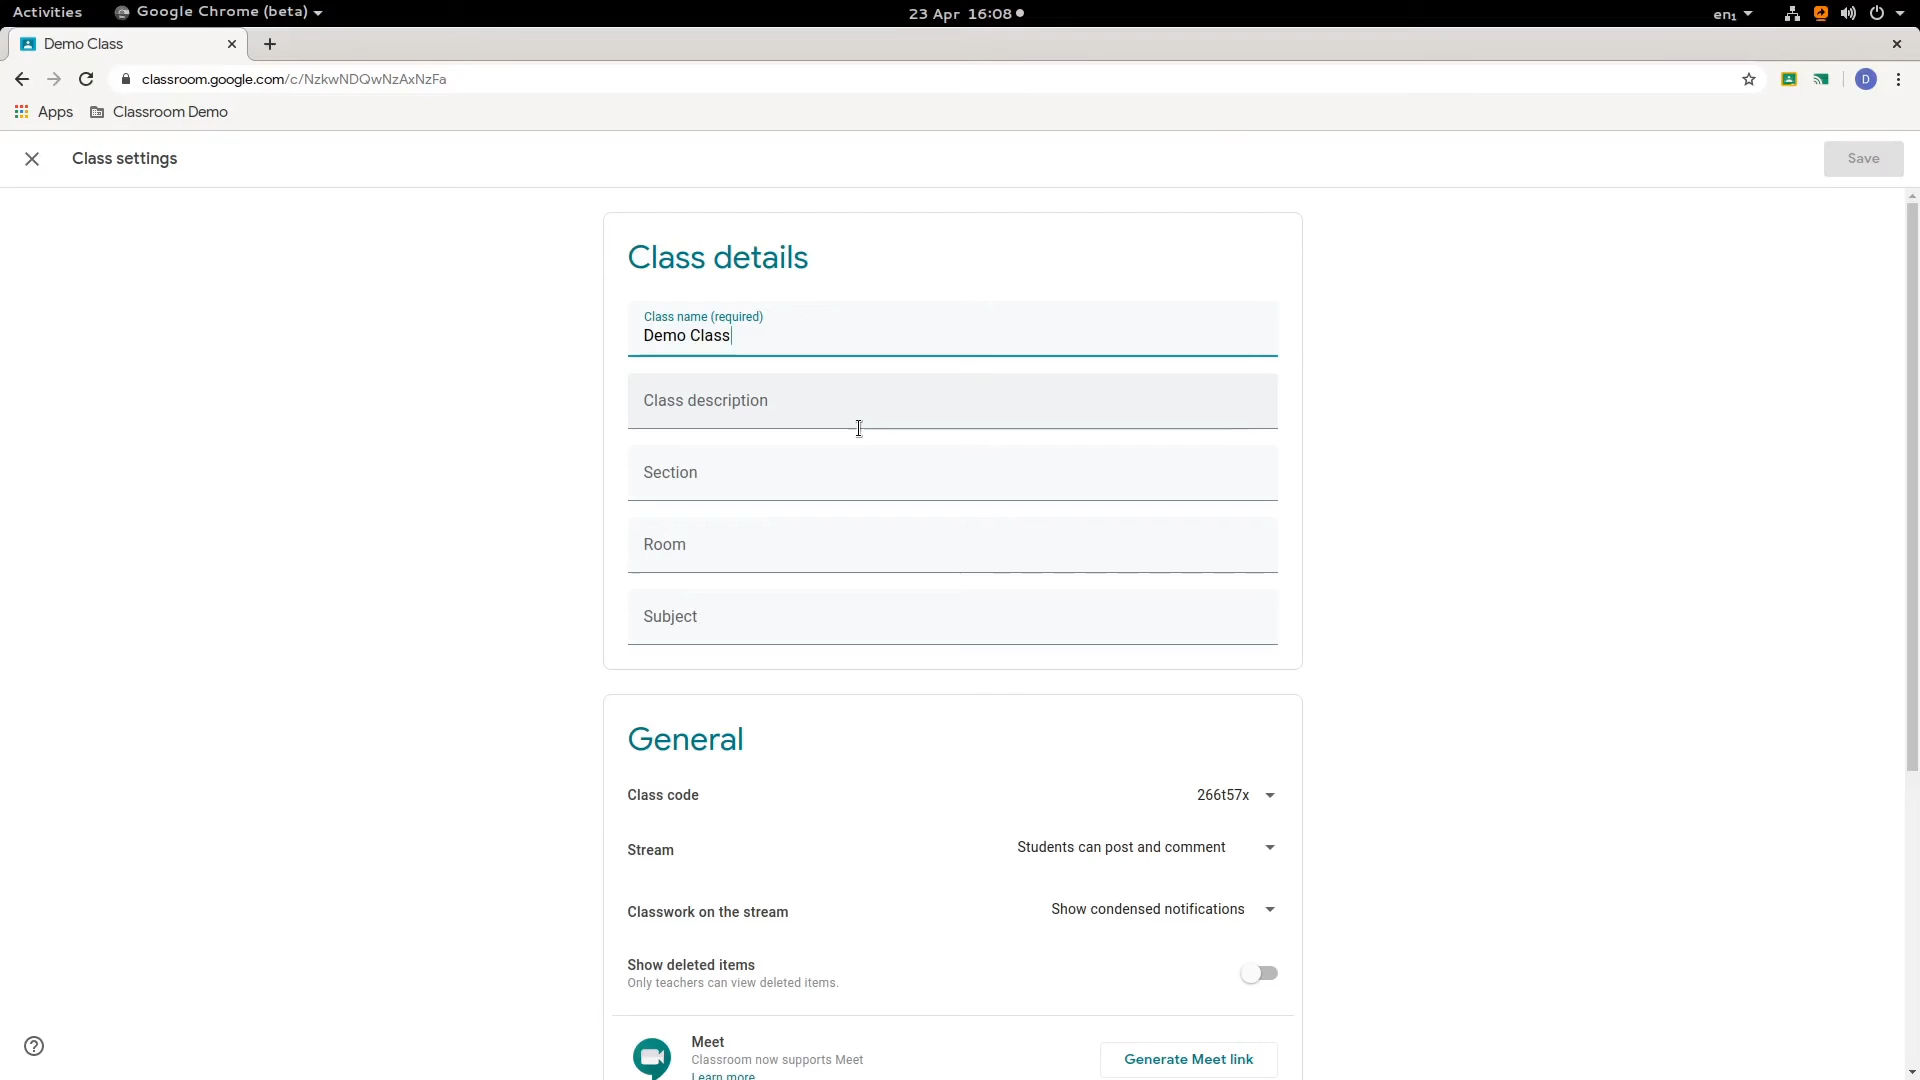 Activities
Google Chrome (beta)
23 Apr 16:08
en₁
Demo Class
classroom.google.com/c/NzkwNDQwNzAxNzFa
D
Apps
Classroom Demo
Class settings
Save
Class details
Class name (required)
Demo Class
Class description
Section
Room
Subject
General
Class code
266t57x
Stream
Students can post and comment
Classwork on the stream
Show condensed notifications
Show deleted items
Only teachers can view deleted items.
Meet
Classroom now supports Meet
Learn more
Generate Meet link